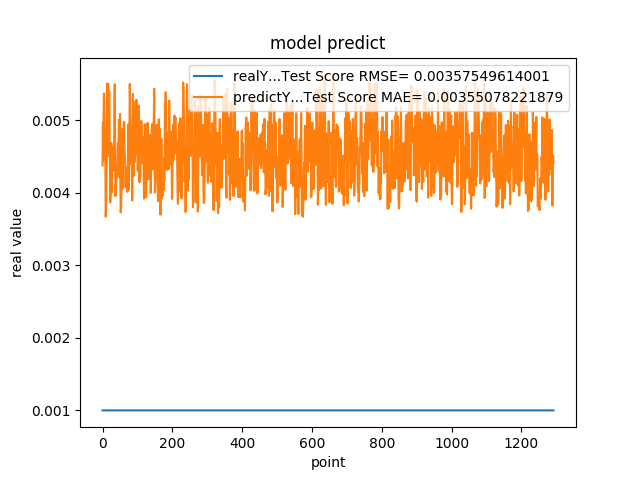 model predict
realY...Test Score RMSE= 0.00357549614001
predictY...Test Score MAE= 0.00355078221879
0.005
0.004
0.003
0.002
0.001
real value
0 200 400 600 800 1000 1200
point